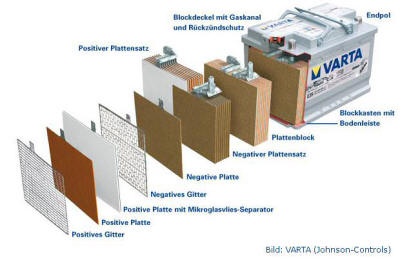 Blockdeckel mit Gaskanal
und Rückzündschutz
Endpol
Positiver Plattensatz
VARTA
Blockkasten mit
Bodenleiste
Plattenblock
Negativer Plattensatz
Negative Platte
Negatives Gitter
Positive Platte mit Mikroglasvlies-Separator
Positive Platte
Positives Gitter
Bild: VARTA (Johnson-Controls)